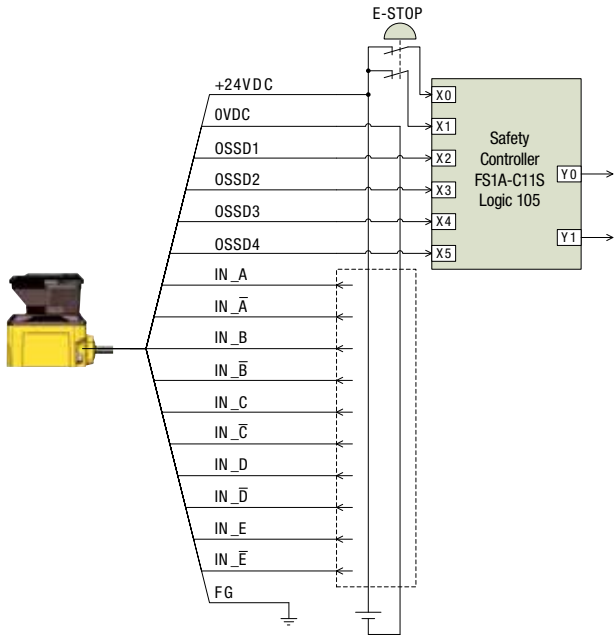 E-STOP
+24VDC
0VDC
OSSD1
OSSD2
OSSD3
OSSD4
IN_A
IN_A̅
IN_B
IN_B̅
IN_C
IN_C̅
IN_D
IN_D̅
IN_E
IN_E̅
FG
X0
X1
X2
X3
X4
X5
Safety
Controller
FS1A-C11S
Logic 105
Y0
Y1